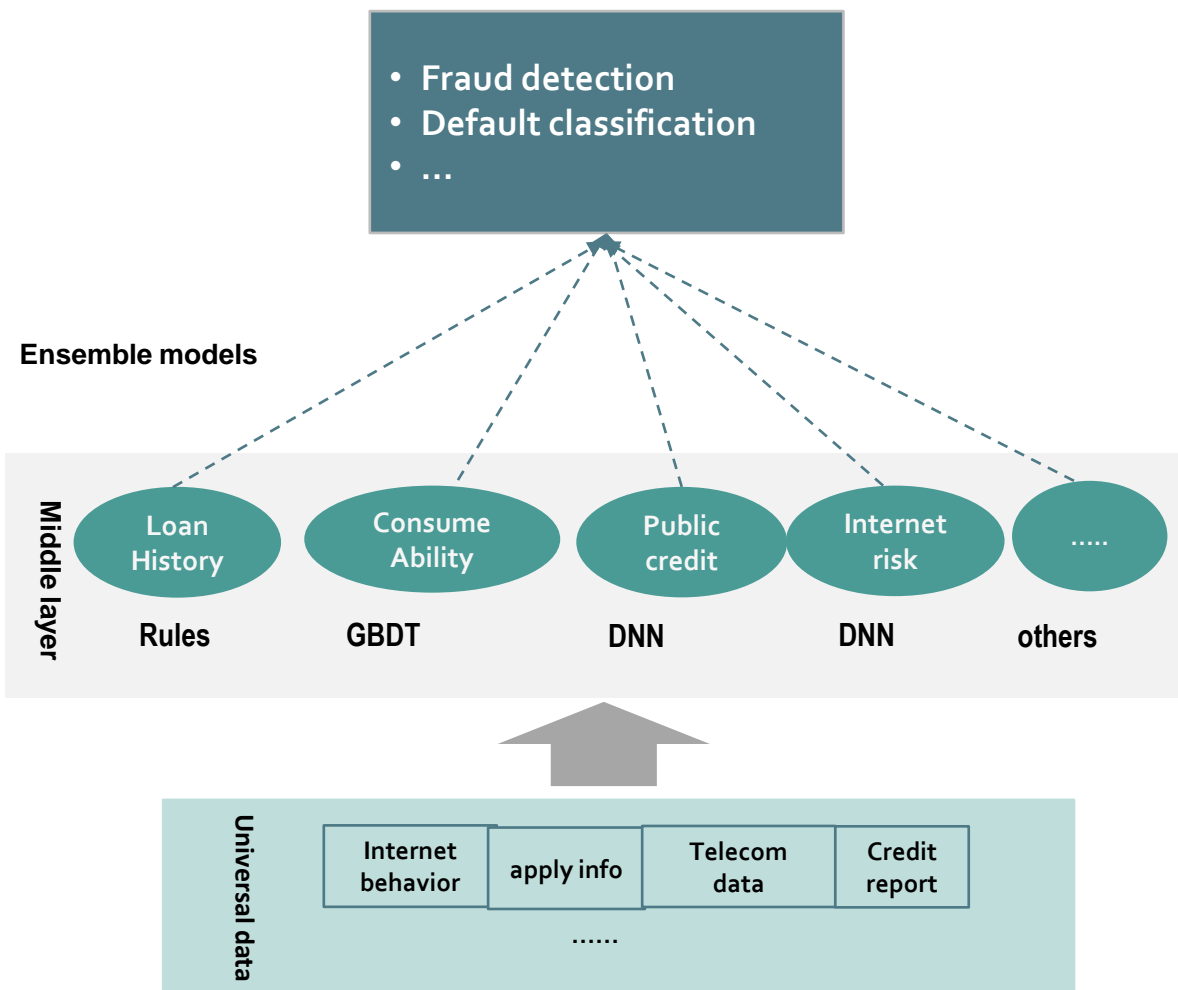 • Fraud detection
• Default classification
• ...
Ensemble models
Middle layer
Loan
History
Consume
Ability
Public
credit
Internet
risk
.....
Rules
GBDT
DNN
DNN
others
Universal data
Internet
behavior
apply info
Telecom
data
Credit
report
......